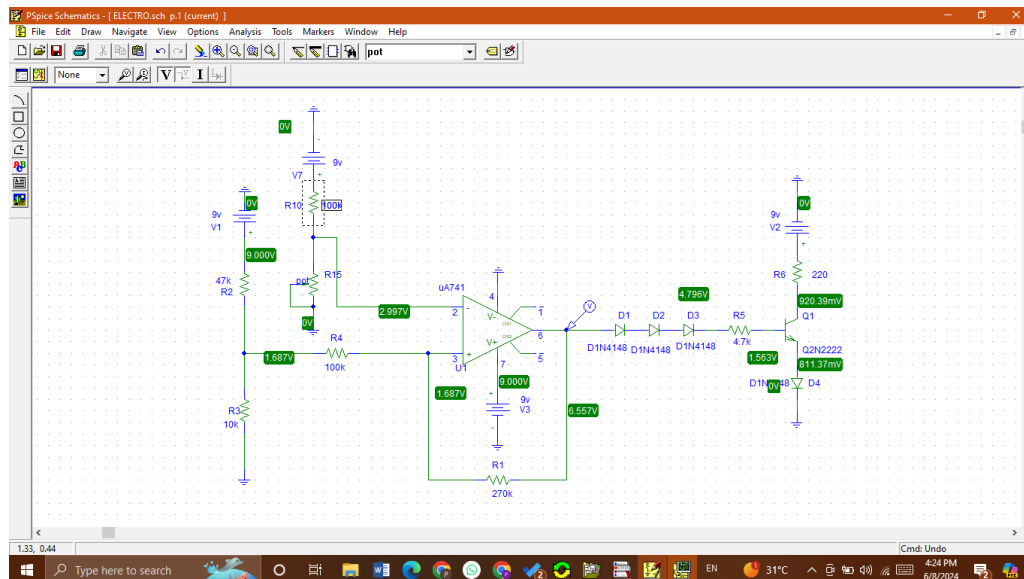 PSpice Schematics - [ ELECTRO.sch p.1 (current) ]
File Edit Draw Navigate View Options Analysis Tools Markers Window Help
pot
None V I
0V
9v
V7
R10 100k
0V
9v
V1
9.000V
47k
R2
pot R15
0V
2.997V
R4
100k
1.687V
R3
10k
uA741
4
V-
OS1
OS2
V+
2
-
3
+
U1
1
6
5
7
9.000V
9v
V3
1.687V
6.557V
R1
270k
V
4.796V
D1 D2 D3
D1N4148 D1N4148 D1N4148
R5
4.7k
1.563V
0V
9v
V2
R6 220
920.39mV
Q1
Q2N2222
811.37mV
0V
D4
1.33, 0.44
Cmd: Undo
Type here to search
EN
31°C
4:24 PM
6/8/2024
2
2